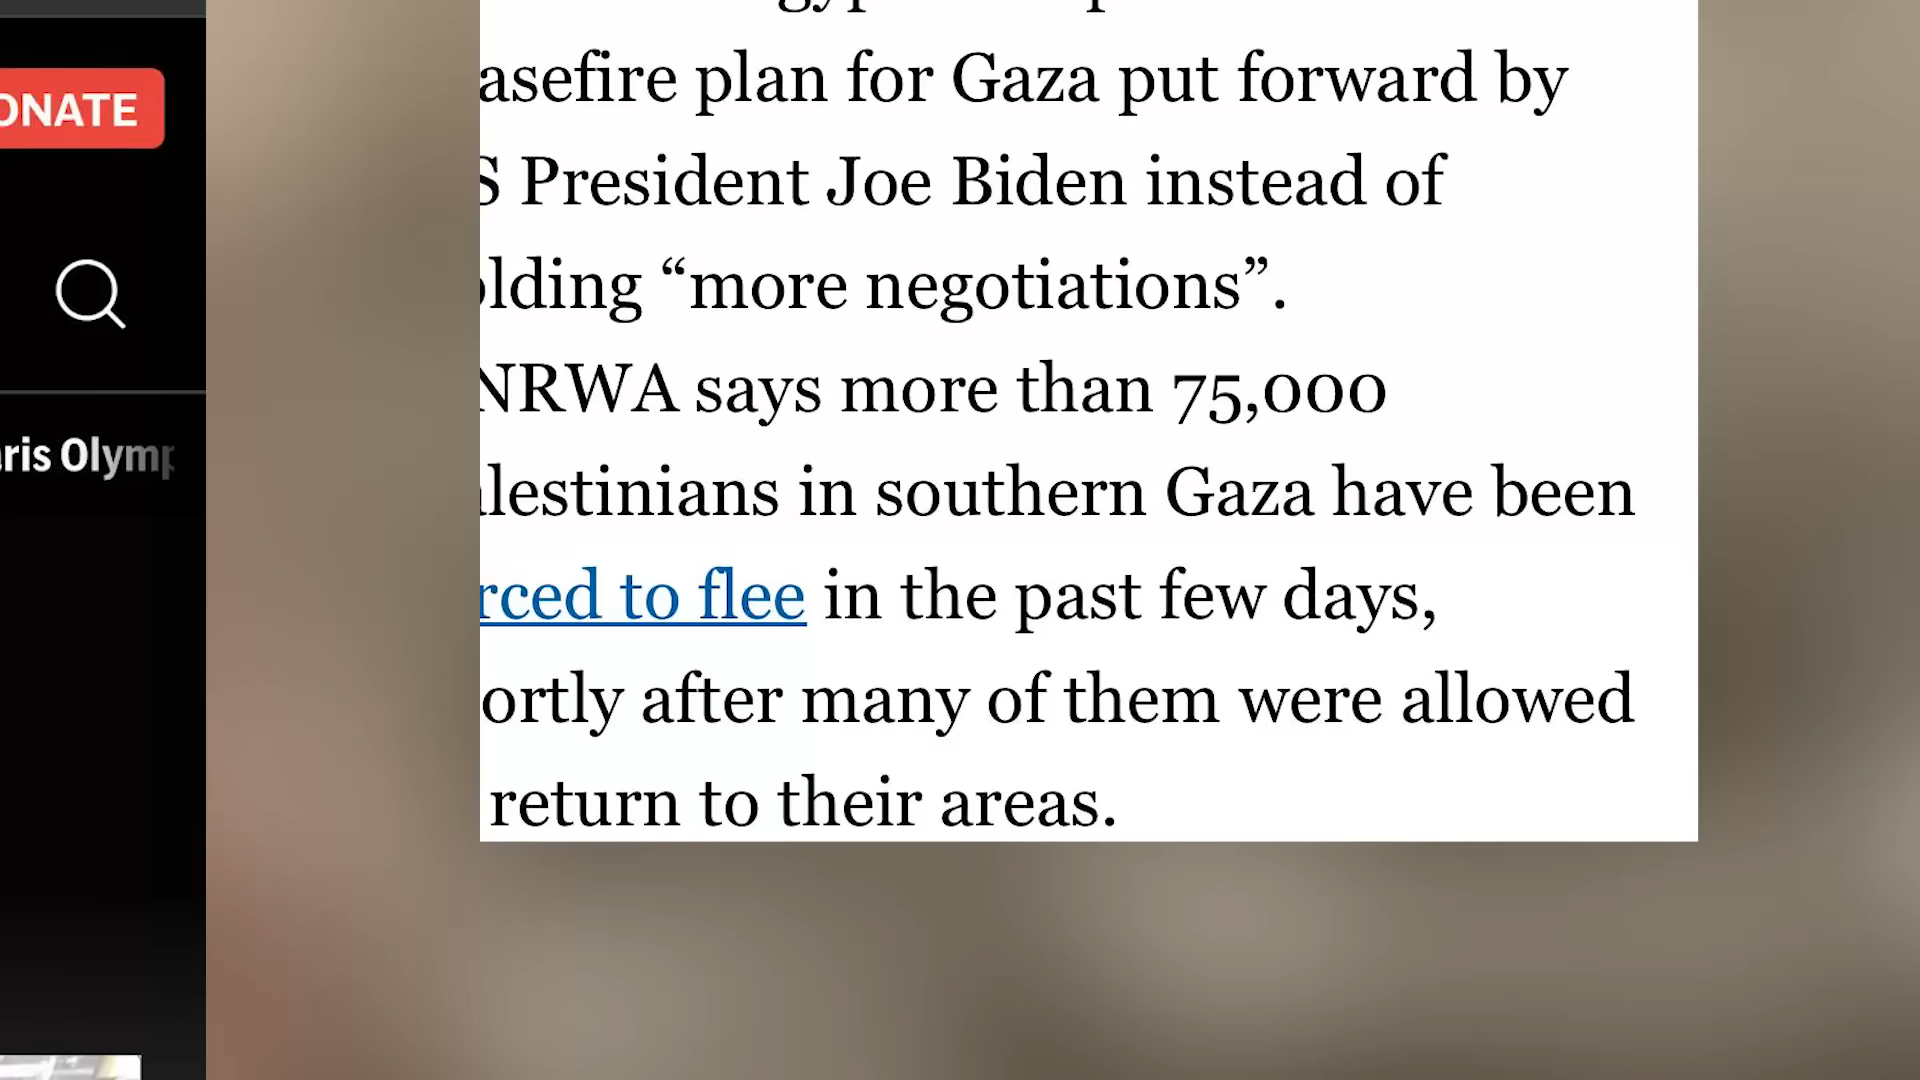 ONATE
ris Olymp
asefire plan for Gaza put forward by
S President Joe Biden instead of
lding “more negotiations”.
NRWA says more than 75,000
lestinians in southern Gaza have been
rced to flee in the past few days,
ortly after many of them were allowed
return to their areas.